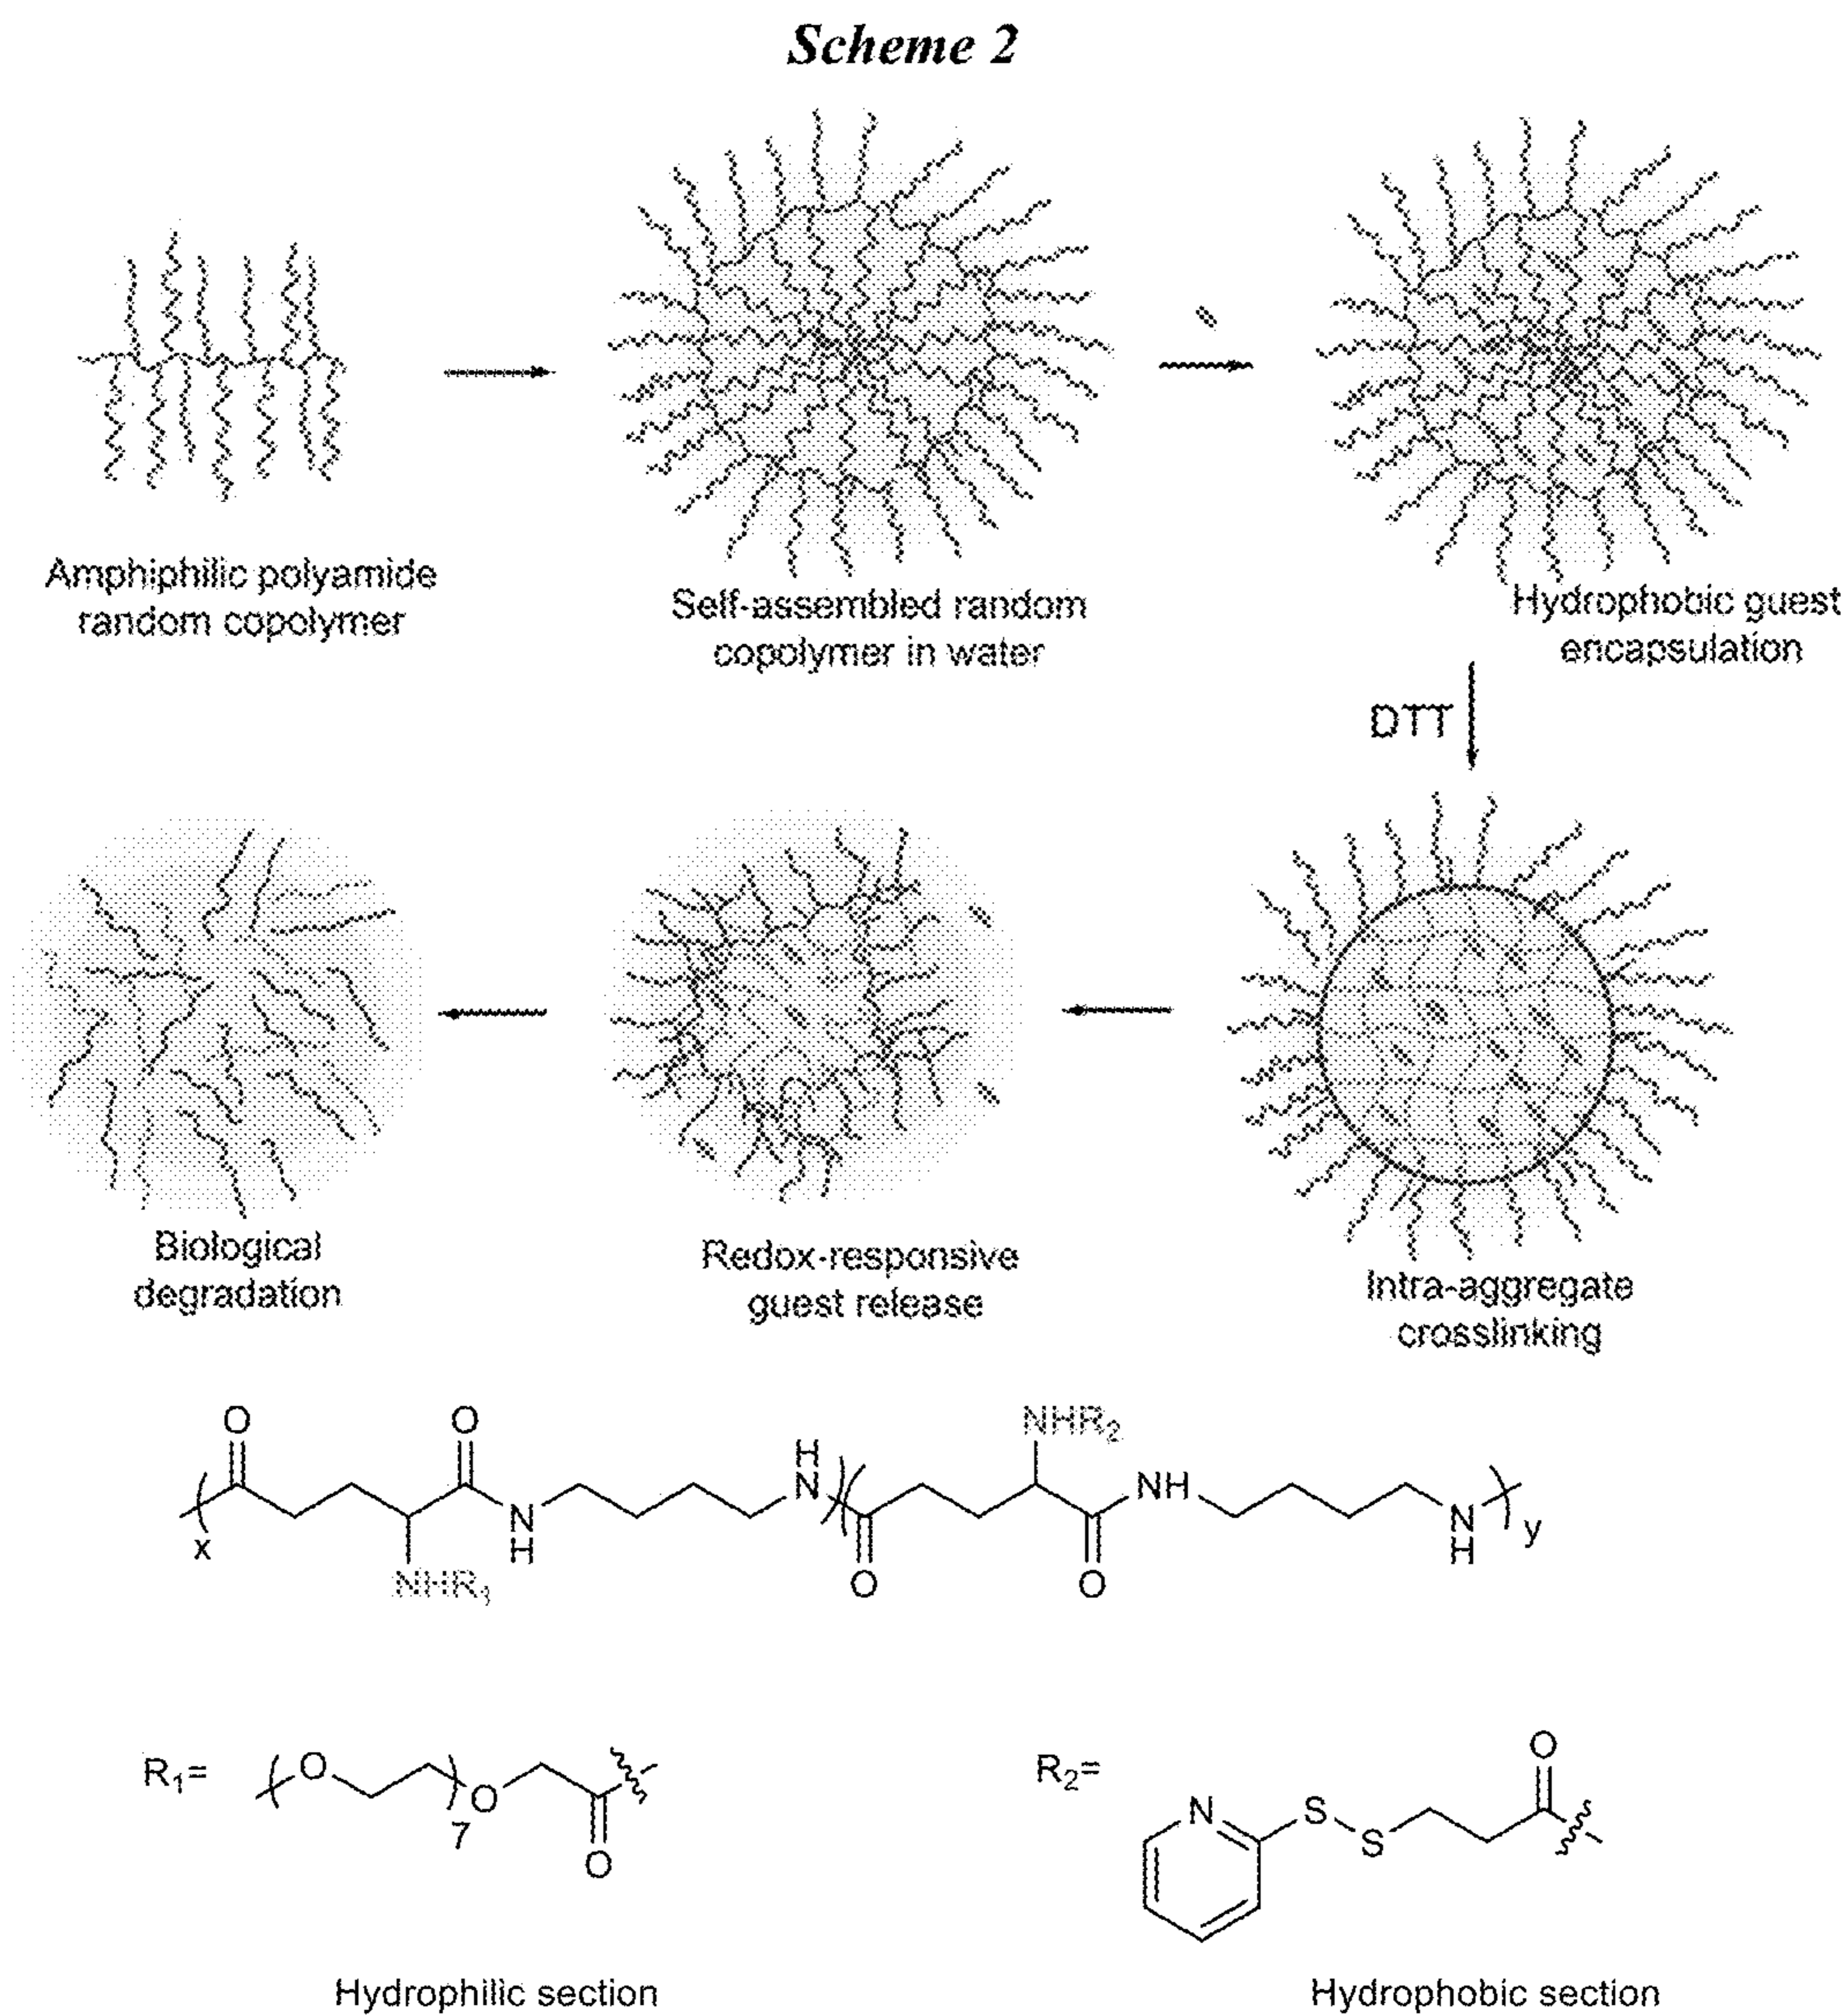 Scheme 2
Amphiphilic polyamide
random copolymer
Self-assembled random
copolymer in water
Hydrophobic guest
encapsulation
DTT
Biological
degradation
Redox-responsive
guest release
Intra-aggregate
crosslinking
O
O
H
N
NHR₂
NH
N
H
N
H
x
y
NHR₁
O
O
R₁=
O
O
7
O
R₂=
O
N
S
S
Hydrophilic section
Hydrophobic section